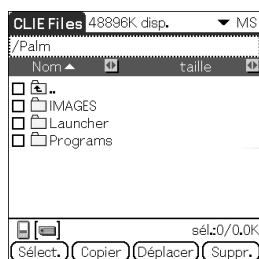 CLIE Files 48896K disp. MS
/Palm
Nom taille
..
IMAGES
Launcher
Programs
sél.:0/0.0K
Sélect. Copier Déplacer Suppr.